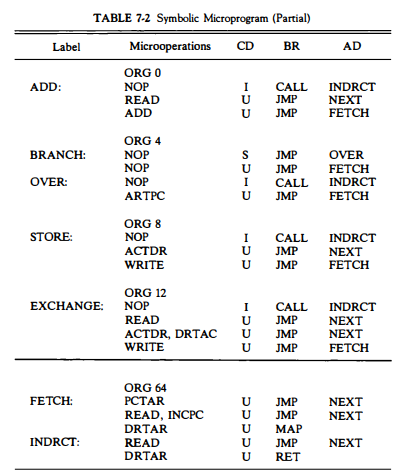 TABLE 7-2 Symbolic Microprogram (Partial)
Label Microoperations CD BR AD
ORG 0
ADD: NOP I CALL INDRCT
READ U JMP NEXT
ADD U JMP FETCH
ORG 4
BRANCH: NOP S JMP OVER
NOP U JMP FETCH
OVER: NOP I CALL INDRCT
ARTPC U JMP FETCH
ORG 8
STORE: NOP I CALL INDRCT
ACTDR U JMP NEXT
WRITE U JMP FETCH
ORG 12
EXCHANGE: NOP I CALL INDRCT
READ U JMP NEXT
ACTDR, DRTAC U JMP NEXT
WRITE U JMP FETCH
ORG 64
FETCH: PCTAR U JMP NEXT
READ, INCPC U JMP NEXT
DRTAR U MAP
INDRCT: READ U JMP NEXT
DRTAR U RET